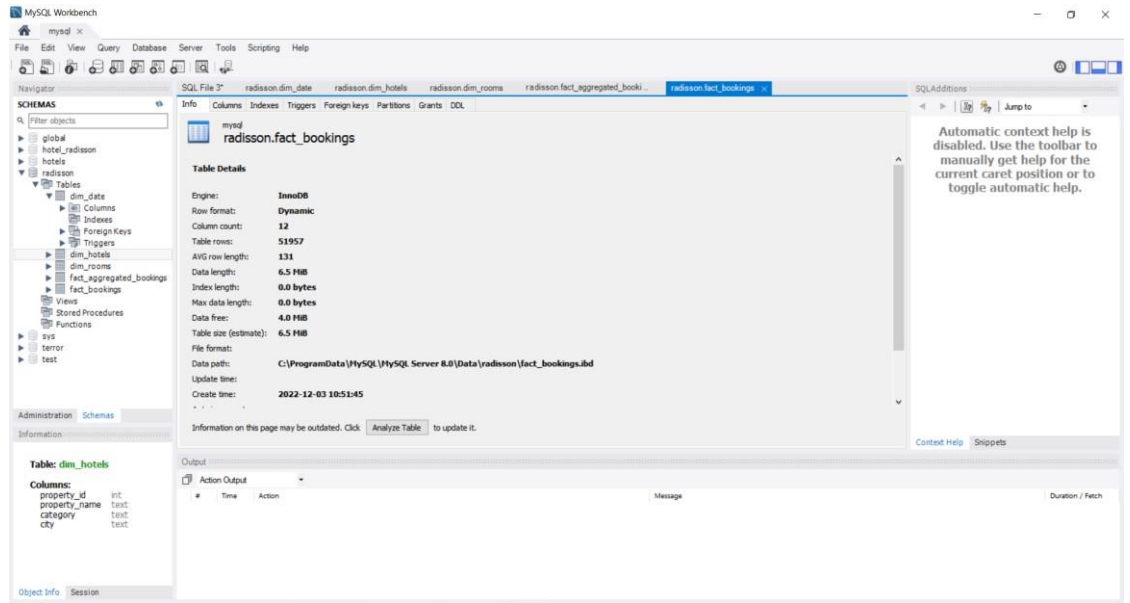 MySQL Workbench
mysql ×
File Edit View Query Database Server Tools Scripting Help
Navigator
SCHEMAS
Filter objects
global
hotel_radisson
hotels
radisson
Tables
dim_date
Columns
Indexes
Foreign Keys
Triggers
dim_hotels
dim_rooms
fact_aggregated_bookings
fact_bookings
Views
Stored Procedures
Functions
sys
terror
test
Administration Schemas
Information
Table: dim_hotels
Columns:
property_id int
property_name text
category text
city text
Object Info Session
SQL File 3* radisson.dim_date radisson.dim_hotels radisson.dim_rooms radisson.fact_aggregated_booki... radisson.fact_bookings ×
Info Columns Indexes Triggers Foreign keys Partitions Grants DDL
mysql
radisson.fact_bookings
Table Details
Engine: InnoDB
Row format: Dynamic
Column count: 12
Table rows: 51957
AVG row length: 131
Data length: 6.5 MiB
Index length: 0.0 bytes
Max data length: 0.0 bytes
Data free: 4.0 MiB
Table size (estimate): 6.5 MiB
File format:
Data path: C:\ProgramData\MySQL\MySQL Server 8.0\Data\radisson\fact_bookings.ibd
Update time:
Create time: 2022-12-03 10:51:45
Information on this page may be outdated. Click Analyze Table to update it.
Output
Action Output
# Time Action Message Duration / Fetch
SQLAdditions
Jump to
Automatic context help is
disabled. Use the toolbar to
manually get help for the
current caret position or to
toggle automatic help.
Context Help Snippets